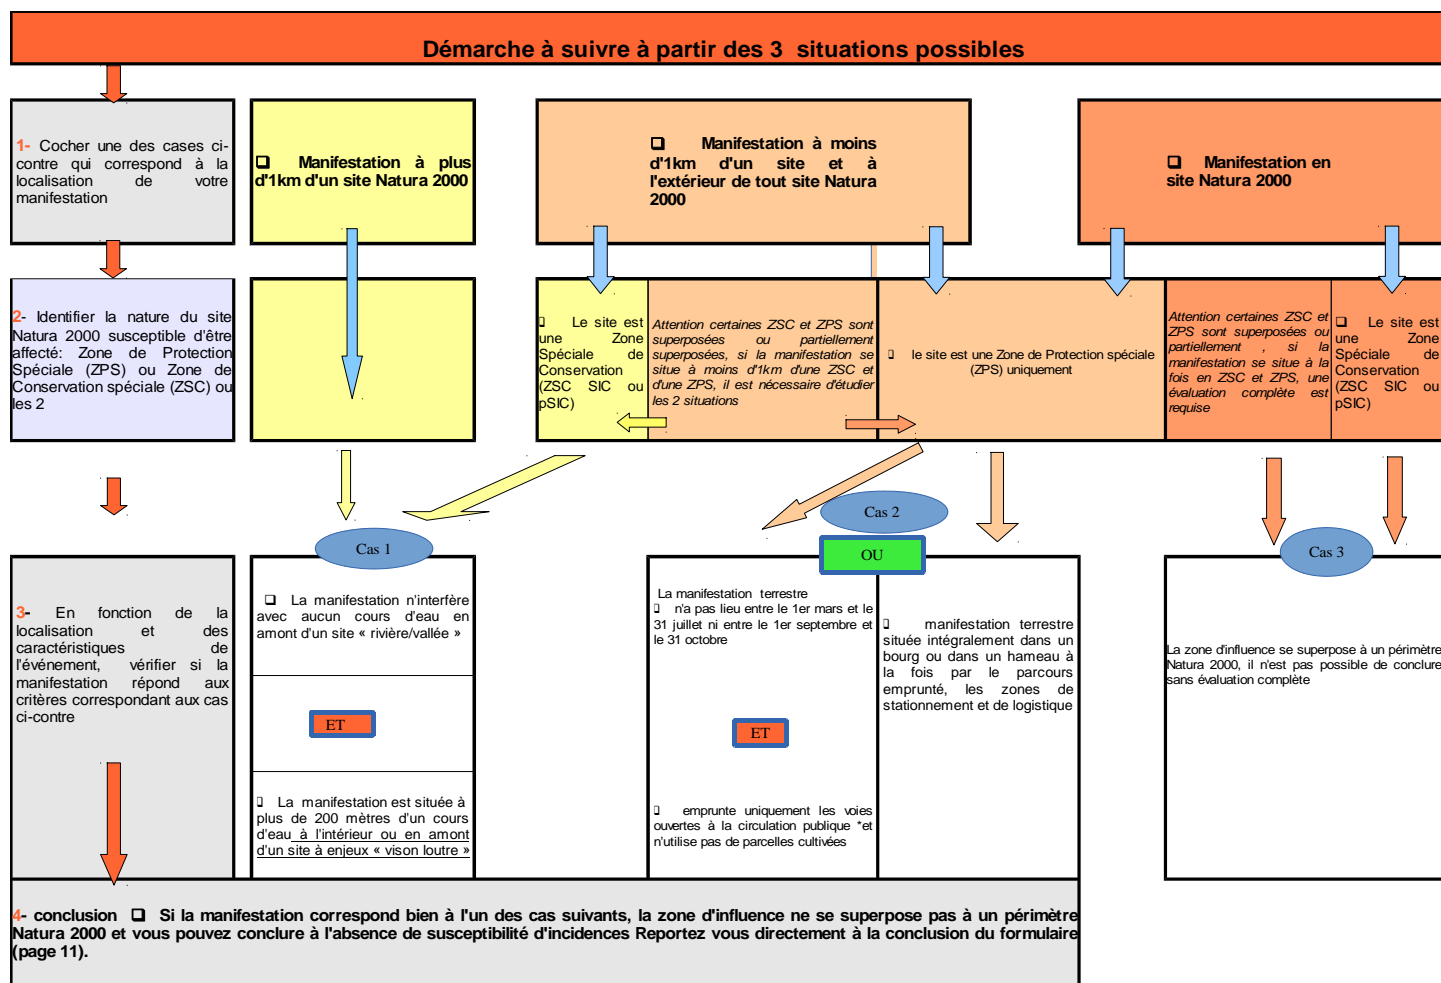 Démarche à suivre à partir des 3 situations possibles
1- Cocher une des cases ci-
contre qui correspond à la
localisation de votre
manifestation
❑ Manifestation à plus
d'1km d'un site Natura 2000
❑ Manifestation à moins
d'1km d'un site et à
l'extérieur de tout site Natura
2000
❑ Manifestation en
site Natura 2000
2- Identifier la nature du site
Natura 2000 susceptible d'être
affecté: Zone de Protection
Spéciale (ZPS) ou Zone de
Conservation spéciale (ZSC) ou
les 2
❑ Le site est
une Zone
Spéciale de
Conservation
(ZSC SIC ou
pSIC)
Attention certaines ZSC et ZPS sont
superposées ou partiellement
superposées, si la manifestation se
situe à moins d'1km d'une ZSC et
d'une ZPS, il est nécessaire d'étudier
les 2 situations
❑ le site est une Zone de Protection spéciale
(ZPS) uniquement
Attention certaines ZSC et
ZPS sont superposées ou
partiellement , si la
manifestation se situe à la
fois en ZSC et ZPS, une
évaluation complète est
requise
❑ Le site est
une Zone
Spéciale de
Conservation
(ZSC SIC ou
pSIC)
Cas 1
Cas 2
OU
Cas 3
3- En fonction de la
localisation et des
caractéristiques de
l'événement, vérifier si la
manifestation répond aux
critères correspondant aux cas
ci-contre
❑ La manifestation n'interfère
avec aucun cours d'eau en
amont d'un site « rivière/vallée »
ET
❑ La manifestation est située à
plus de 200 mètres d'un cours
d'eau à l'intérieur ou en amont
d'un site à enjeux « vison loutre »
La manifestation terrestre
❑ n'a pas lieu entre le 1er mars et le
31 juillet ni entre le 1er septembre et
le 31 octobre
ET
❑ emprunte uniquement les voies
ouvertes à la circulation publique *et
n'utilise pas de parcelles cultivées
❑ manifestation terrestre
située intégralement dans un
bourg ou dans un hameau à
la fois par le parcours
emprunté, les zones de
stationnement et de logistique
La zone d'influence se superpose à un périmètre
Natura 2000, il n'est pas possible de conclure
sans évaluation complète
4- conclusion ❑ Si la manifestation correspond bien à l'un des cas suivants, la zone d'influence ne se superpose pas à un périmètre
Natura 2000 et vous pouvez conclure à l'absence de susceptibilité d'incidences Reportez vous directement à la conclusion du formulaire
(page 11).